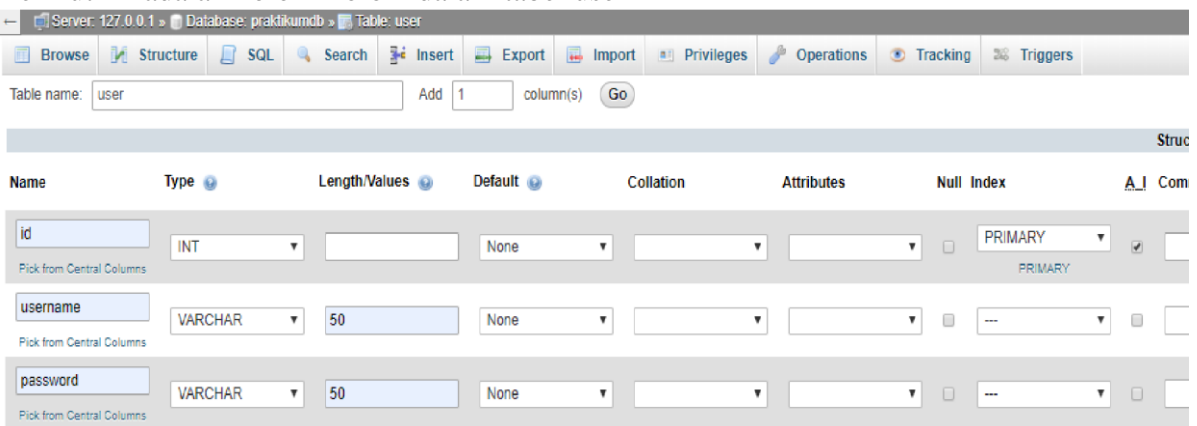 ← Server: 127.0.0.1 » Database: praktikumdb » Table: user
Browse Structure SQL Search Insert Export Import Privileges Operations Tracking Triggers
Table name: user Add 1 column(s) Go
Struc
Name Type Length/Values Default Collation Attributes Null Index A_I Com
id INT None PRIMARY
Pick from Central Columns PRIMARY
username VARCHAR 50 None ---
Pick from Central Columns
password VARCHAR 50 None ---
Pick from Central Columns